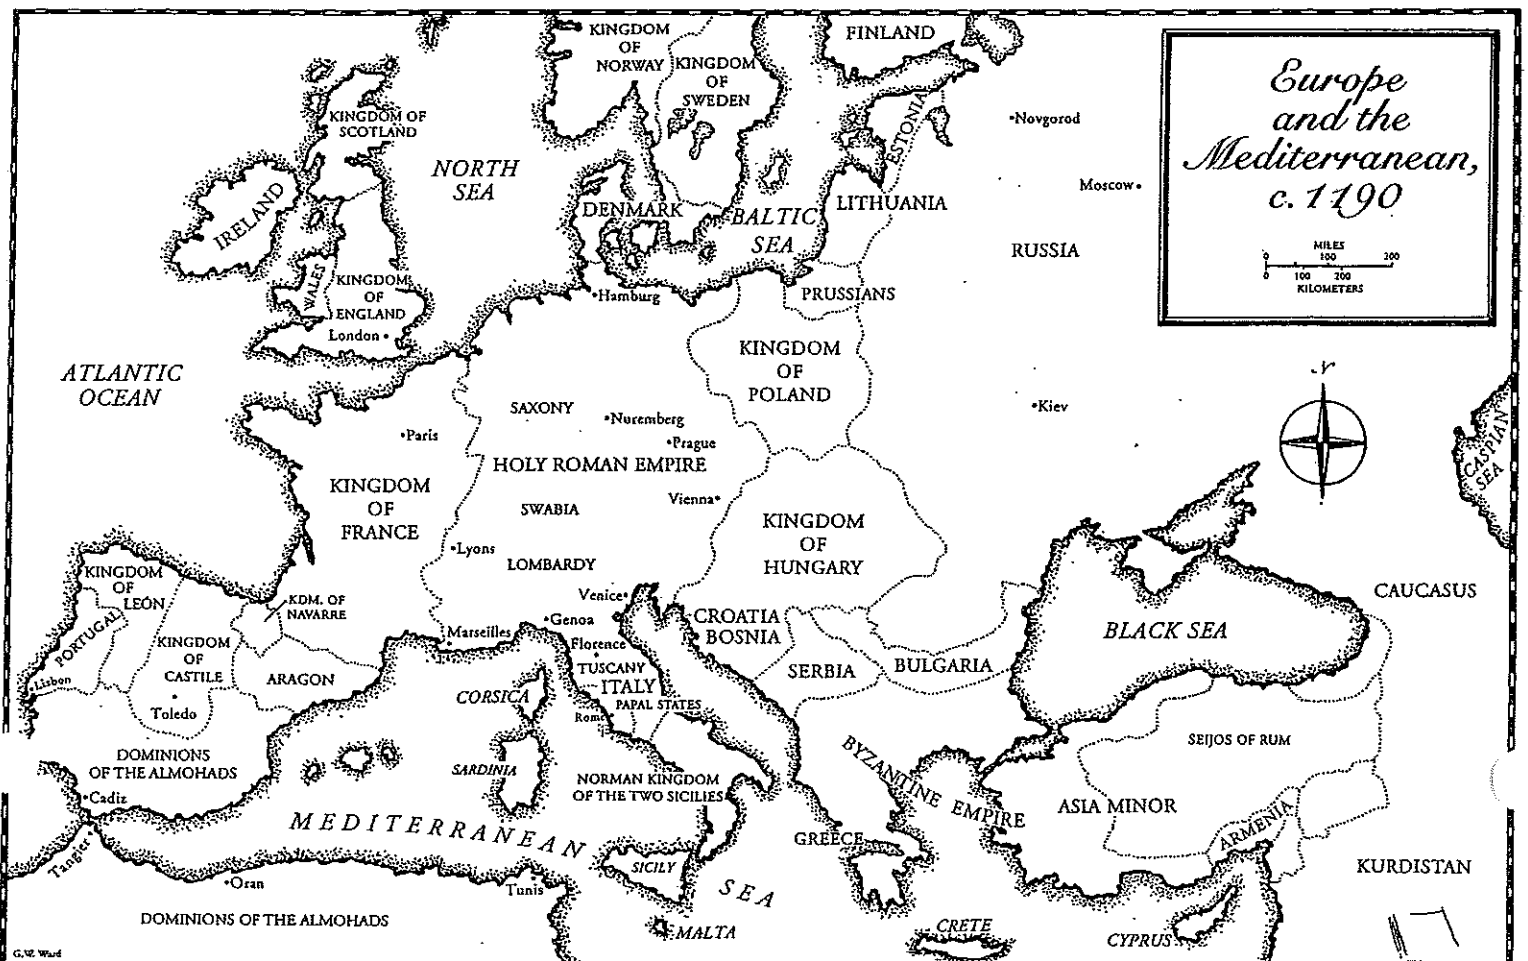 Europe
and the
Mediterranean,
c. 1190
MILES
0 100 200
0 100 200
KILOMETERS
N
KINGDOM
OF
NORWAY
KINGDOM
OF
SWEDEN
FINLAND
ESTONIA
Novgorod
Moscow
KINGDOM OF
SCOTLAND
NORTH
SEA
IRELAND
DENMARK
BALTIC
SEA
LITHUANIA
RUSSIA
WALES
KINGDOM
OF
ENGLAND
London
Hamburg
PRUSSIANS
ATLANTIC
OCEAN
KINGDOM
OF
POLAND
SAXONY
Nuremberg
Prague
Paris
Kiev
CASPIAN
SEA
HOLY ROMAN EMPIRE
KINGDOM
OF
FRANCE
SWABIA
Vienna
KINGDOM
OF
HUNGARY
Lyons
LOMBARDY
KINGDOM
OF
LEÓN
KDM. OF
NAVARRE
Venice
CAUCASUS
PORTUGAL
Marseilles
Genoa
CROATIA
BOSNIA
BLACK SEA
KINGDOM
OF
CASTILE
Florence
TUSCANY
ITALY
SERBIA
BULGARIA
Lisbon
ARAGON
CORSICA
PAPAL STATES
Toledo
Rome
DOMINIONS
OF THE ALMOHADS
SARDINIA
NORMAN KINGDOM
OF THE TWO SICILIES
BYZANTINE EMPIRE
SEIJOS OF RUM
Cadiz
ASIA MINOR
MEDITERRANEAN
SEA
GREECE
ARMENIA
Tangier
SICILY
KURDISTAN
Oran
Tunis
DOMINIONS OF THE ALMOHADS
MALTA
CRETE
CYPRUS
G.W. Ward